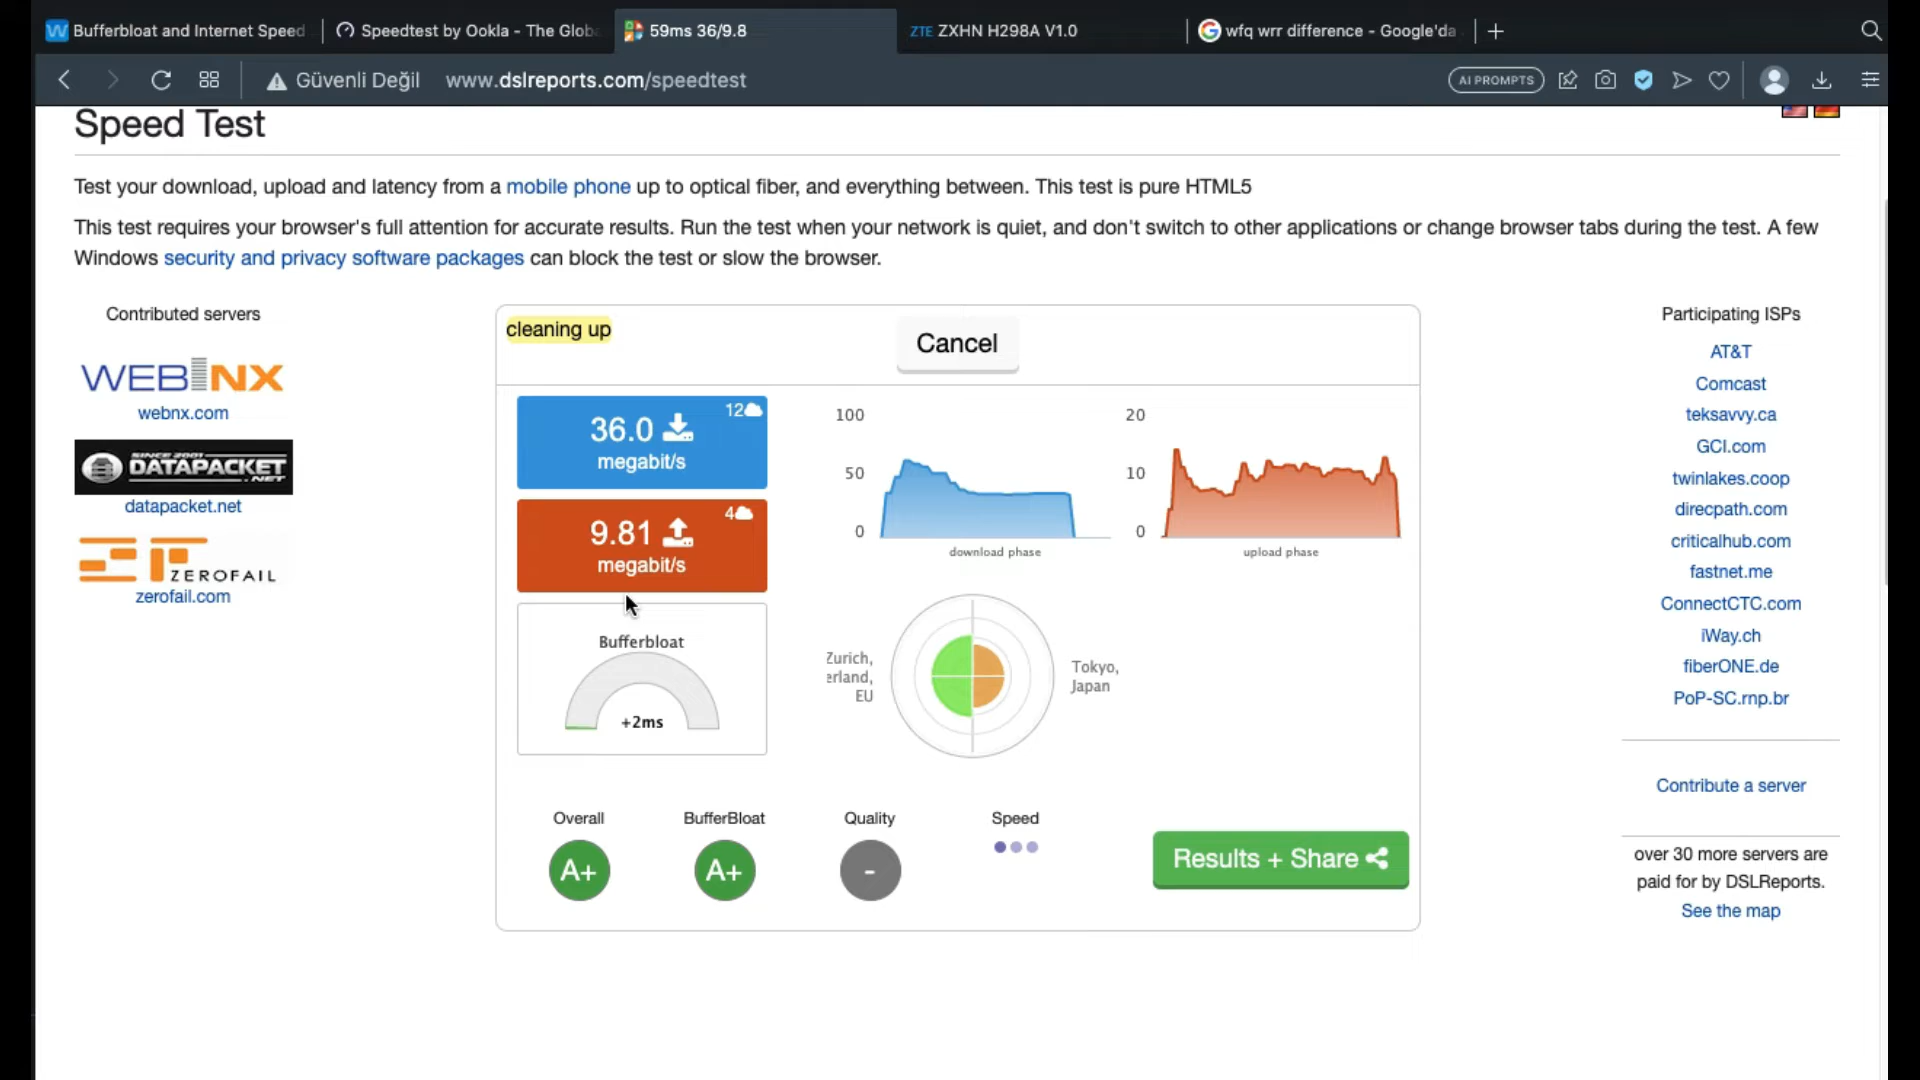 Bufferbloat and Internet Speed
Speedtest by Ookla - The Glob
59ms 36/9.8
ZTE ZXHN H298A V1.0
wfq wrr difference - Google'da
Güvenli Değil
www.dslreports.com/speedtest
AI PROMPTS
Speed Test
Test your download, upload and latency from a mobile phone up to optical fiber, and everything between. This test is pure HTML5
This test requires your browser's full attention for accurate results. Run the test when your network is quiet, and don't switch to other applications or change browser tabs during the test. A few
Windows security and privacy software packages can block the test or slow the browser.
Contributed servers
WEBNX
webnx.com
SINCE 2001
DATAPACKET
.NET
datapacket.net
ZEROFAIL
zerofail.com
cleaning up
Cancel
12
36.0
megabit/s
4
9.81
megabit/s
Bufferbloat
+2ms
100
50
0
download phase
20
10
0
upload phase
Zurich,
erland,
EU
Tokyo,
Japan
Overall
A+
BufferBloat
A+
Quality
-
Speed
Results + Share
Participating ISPs
AT&T
Comcast
teksavvy.ca
GCI.com
twinlakes.coop
direcpath.com
criticalhub.com
fastnet.me
ConnectCTC.com
iWay.ch
fiberONE.de
PoP-SC.rnp.br
Contribute a server
over 30 more servers are
paid for by DSLReports.
See the map